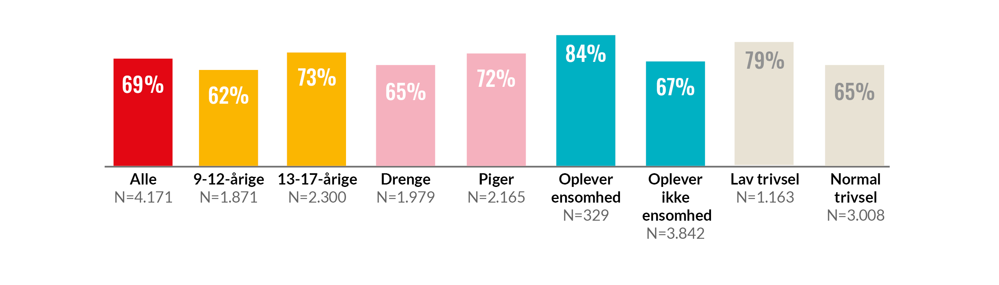 69%
62%
73%
65%
72%
84%
67%
79%
65%
Alle
N=4.171
9-12-årige
N=1.871
13-17-årige
N=2.300
Drenge
N=1.979
Piger
N=2.165
Oplever
ensomhed
N=329
Oplever
ikke
ensomhed
N=3.842
Lav trivsel
N=1.163
Normal
trivsel
N=3.008